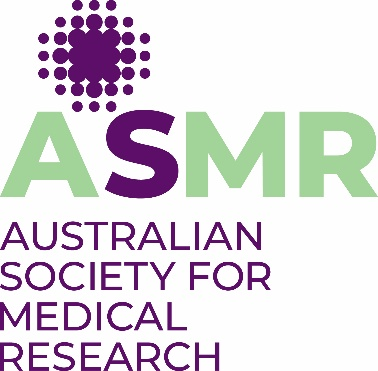 ASMR
AUSTRALIAN
SOCIETY FOR
MEDICAL
RESEARCH